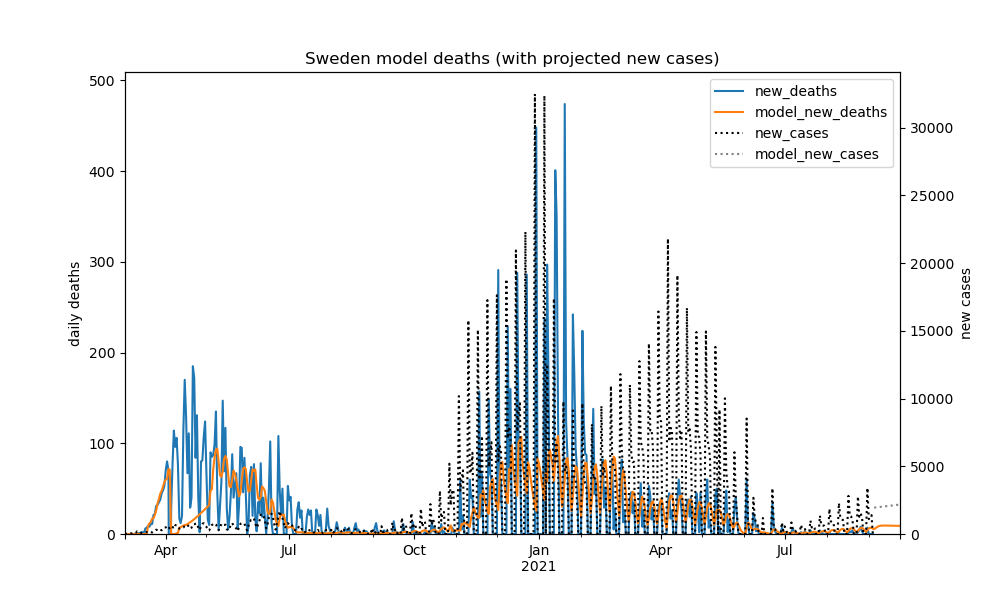 Sweden model deaths (with projected new cases)
500
400
300
200
100
0
daily deaths
30000
25000
20000
15000
10000
5000
0
new cases
new_deaths
model_new_deaths
new_cases
model_new_cases
Apr
Jul
Oct
Jan
2021
Apr
Jul